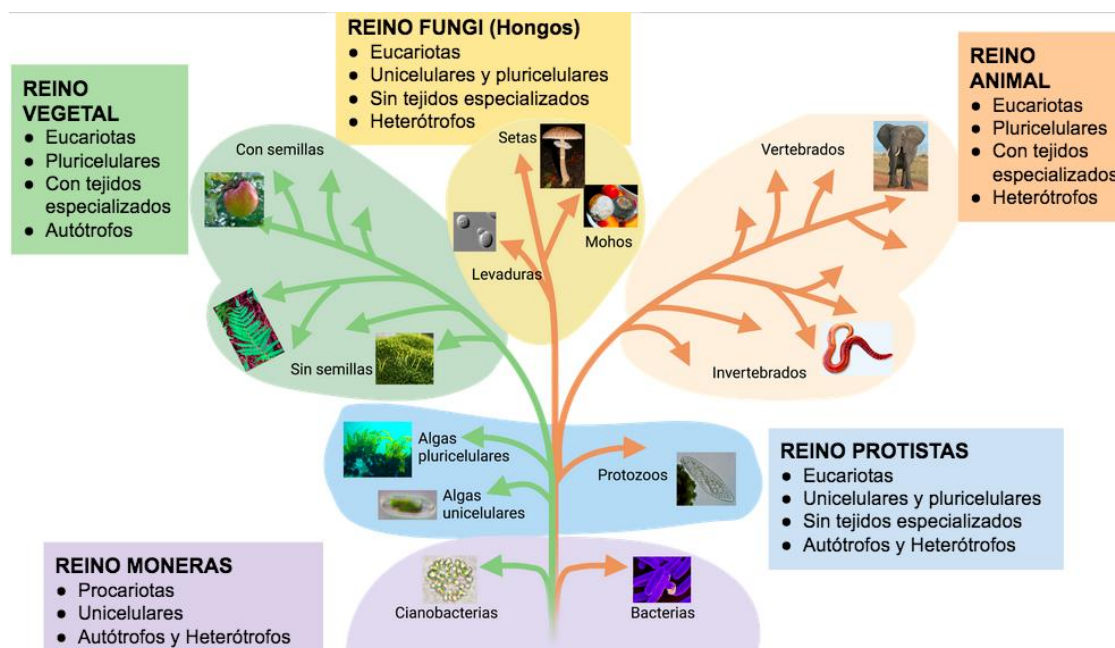 REINO FUNGI (Hongos)
● Eucariotas
● Unicelulares y pluricelulares
● Sin tejidos especializados
● Heterótrofos
REINO
VEGETAL
● Eucariotas
● Pluricelulares
● Con tejidos
especializados
● Autótrofos
REINO
ANIMAL
● Eucariotas
● Pluricelulares
● Con tejidos
especializados
● Heterótrofos
Con semillas
Sin semillas
Setas
Mohos
Levaduras
Vertebrados
Invertebrados
Algas
pluricelulares
Algas
unicelulares
Protozoos
REINO PROTISTAS
● Eucariotas
● Unicelulares y pluricelulares
● Sin tejidos especializados
● Autótrofos y Heterótrofos
REINO MONERAS
● Procariotas
● Unicelulares
● Autótrofos y Heterótrofos
Cianobacterias
Bacterias